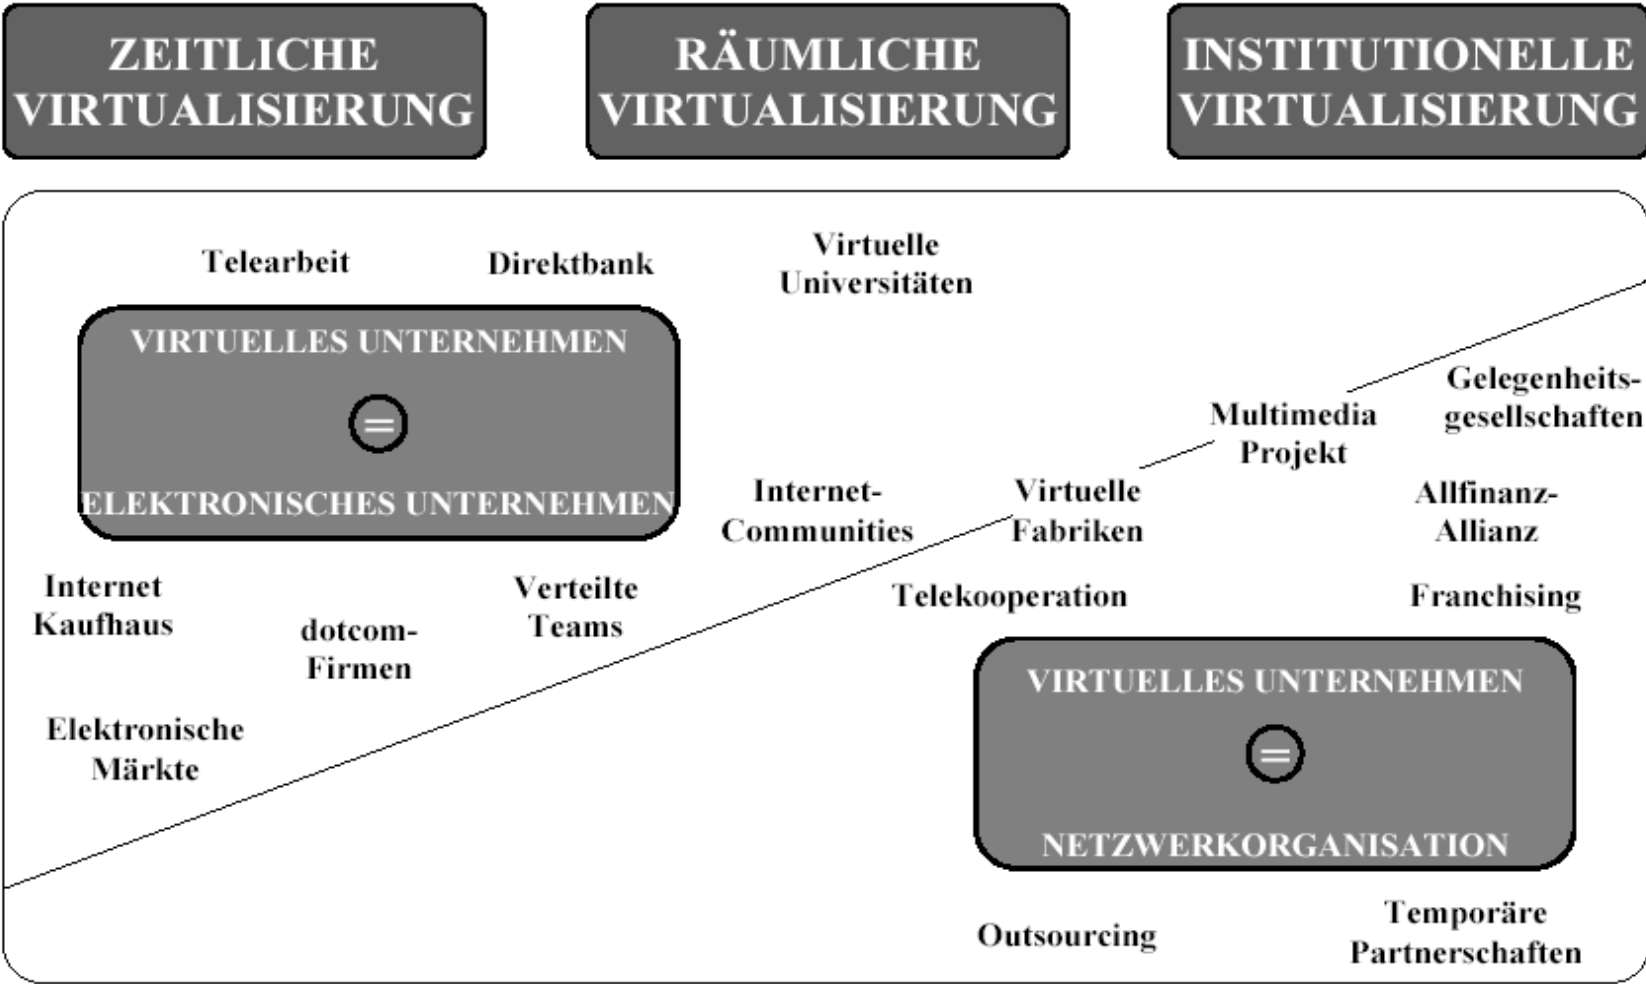 ZEITLICHE
VIRTUALISIERUNG
RÄUMLICHE
VIRTUALISIERUNG
INSTITUTIONELLE
VIRTUALISIERUNG
Telearbeit
Direktbank
Virtuelle
Universitäten
VIRTUELLES UNTERNEHMEN
=
ELEKTRONISCHES UNTERNEHMEN
Gelegenheits-
gesellschaften
Multimedia
Projekt
Internet-
Communities
Virtuelle
Fabriken
Allfinanz-
Allianz
Internet
Kaufhaus
dotcom-
Firmen
Verteilte
Teams
Telekooperation
Franchising
Elektronische
Märkte
VIRTUELLES UNTERNEHMEN
=
NETZWERKORGANISATION
Outsourcing
Temporäre
Partnerschaften